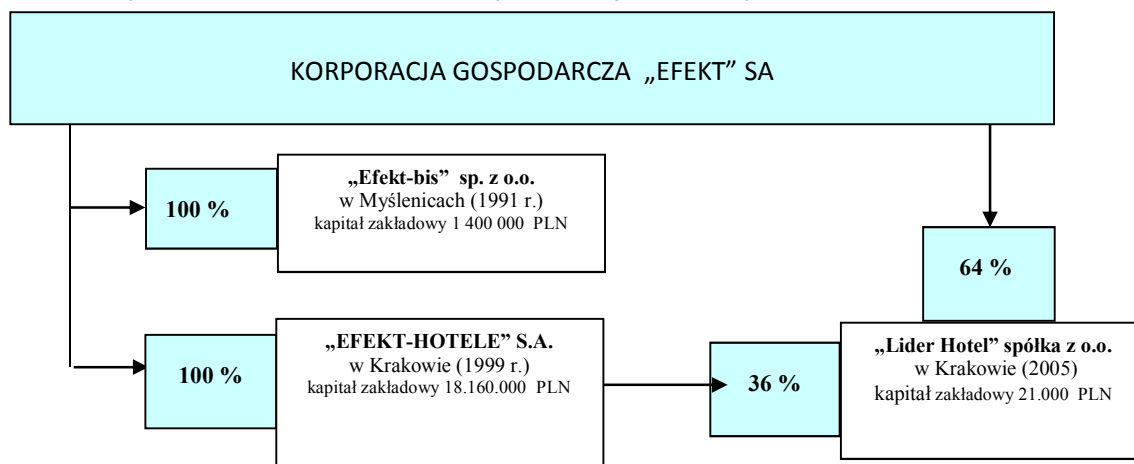 KORPORACJA GOSPODARCZA „EFEKT” SA
100 %
„Efekt-bis” sp. z o.o.
w Myślenicach (1991 r.)
kapitał zakładowy 1 400 000 PLN
64 %
100 %
„EFEKT-HOTELE” S.A.
w Krakowie (1999 r.)
kapitał zakładowy 18.160.000 PLN
36 %
„Lider Hotel” spółka z o.o.
w Krakowie (2005)
kapitał zakładowy 21.000 PLN